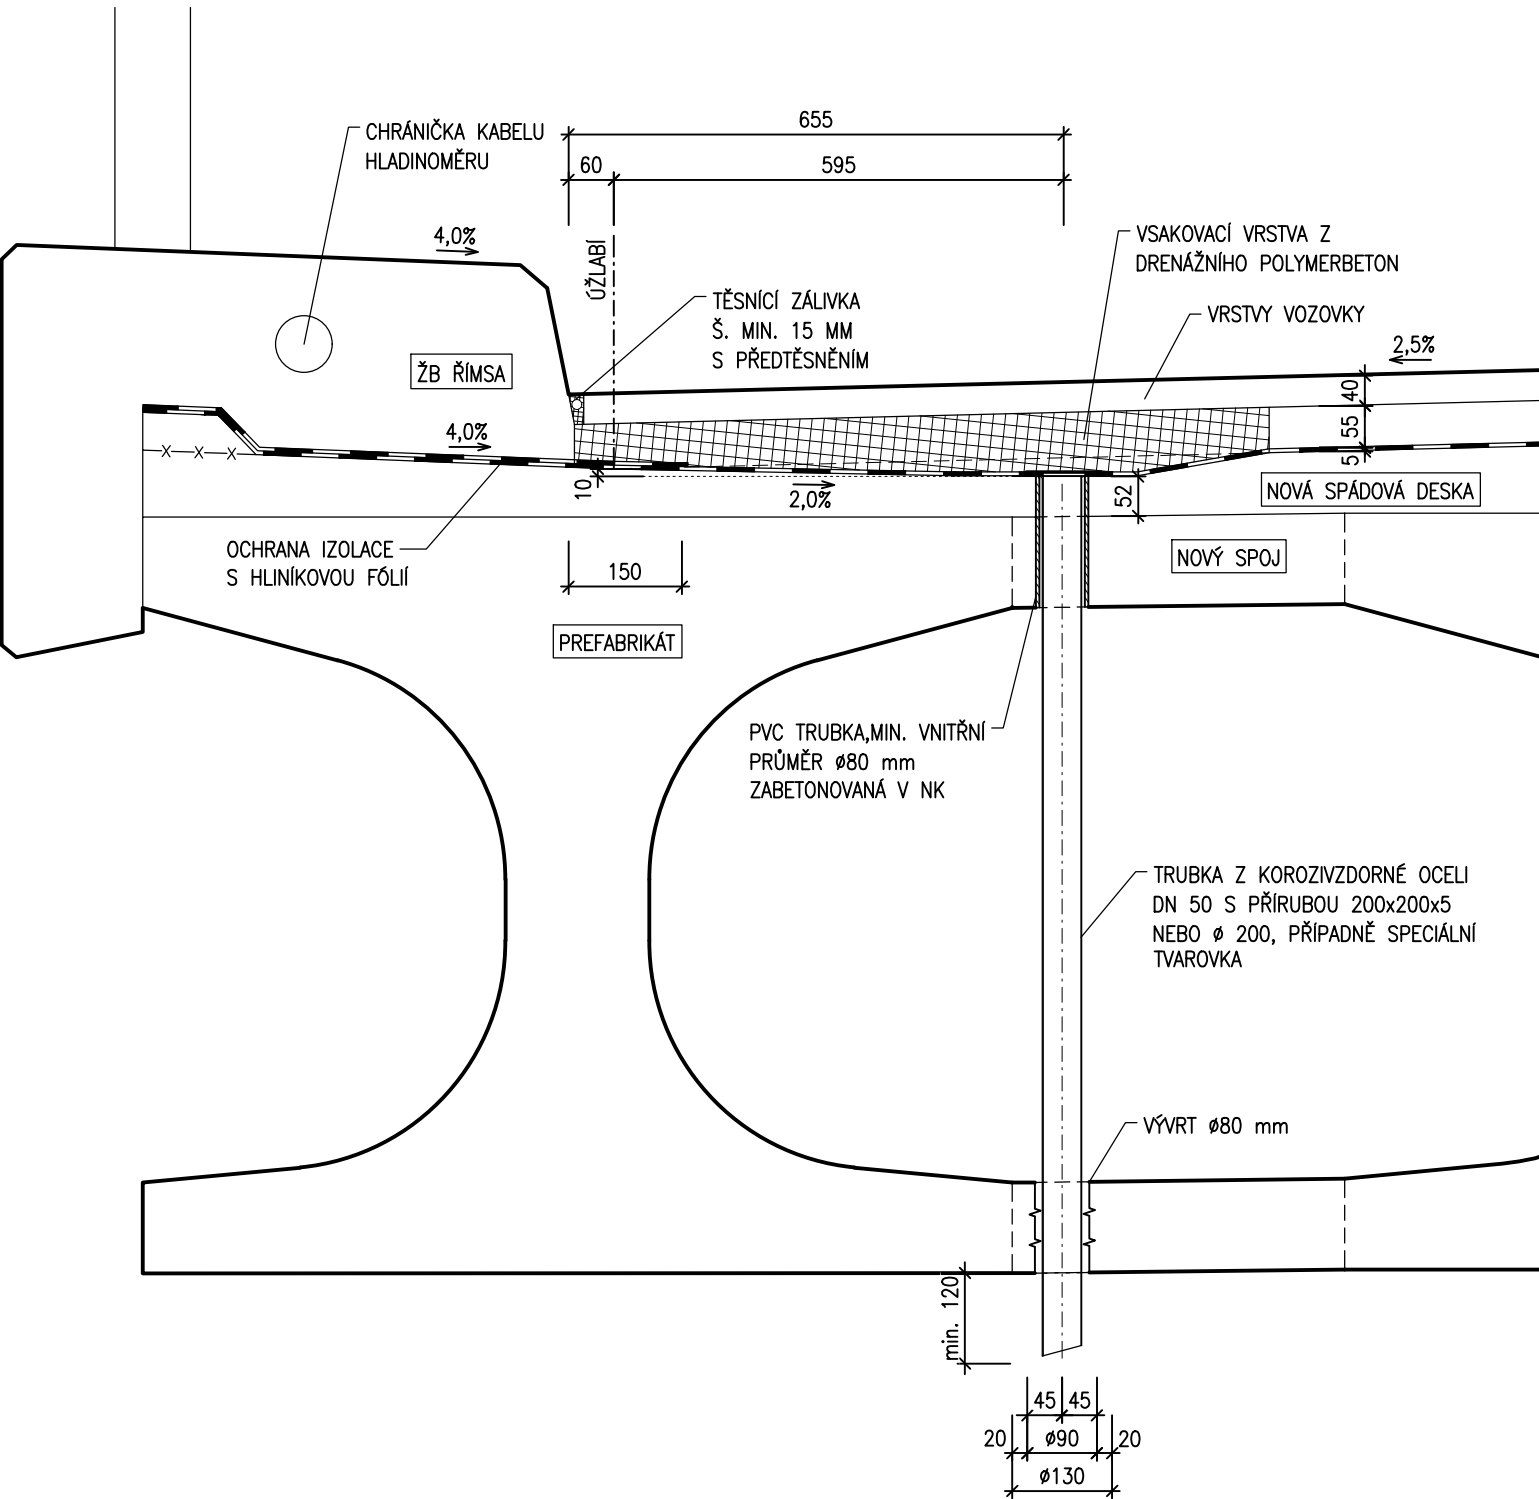 655
60
595
CHRÁNIČKA KABELU
HLADINOMĚRU
4,0%
ÚŽLABÍ
VSAKOVACÍ VRSTVA Z
DRENÁŽNÍHO POLYMERBETON
TĚSNÍCÍ ZÁLIVKA
Š. MIN. 15 MM
S PŘEDTĚSNĚNÍM
VRSTVY VOZOVKY
2,5%
ŽB ŘÍMSA
40
55
5
4,0%
10
2,0%
52
NOVÁ SPÁDOVÁ DESKA
OCHRANA IZOLACE
S HLINÍKOVOU FÓLIÍ
150
NOVÝ SPOJ
PREFABRIKÁT
PVC TRUBKA,MIN. VNITŘNÍ
PRŮMĚR ø80 mm
ZABETONOVANÁ V NK
TRUBKA Z KOROZIVZDORNÉ OCELI
DN 50 S PŘÍRUBOU 200x200x5
NEBO ø 200, PŘÍPADNĚ SPECIÁLNÍ
TVAROVKA
VÝVRT ø80 mm
min. 120
45 45
20 ø90 20
ø130